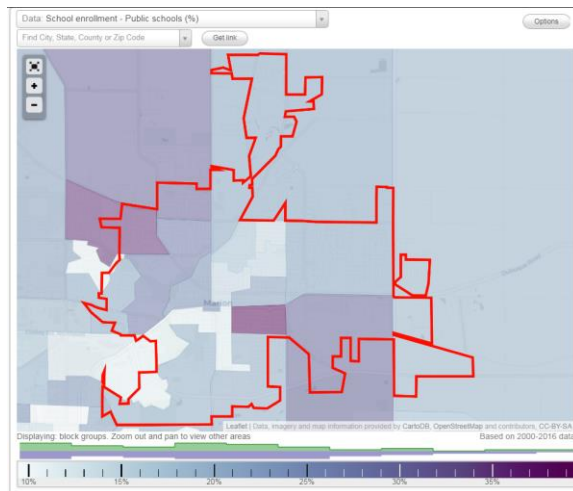 Data: School enrollment - Public schools (%)
Options
Find City, State, County or Zip Code
Get link
+
−
Marion
Leaflet | Data, imagery and map information provided by CartoDB, OpenStreetMap and contributors, CC-BY-SA
Displaying: block groups. Zoom out and pan to view other areas
Based on 2000-2016 data
10% 15% 20% 25% 30% 35%